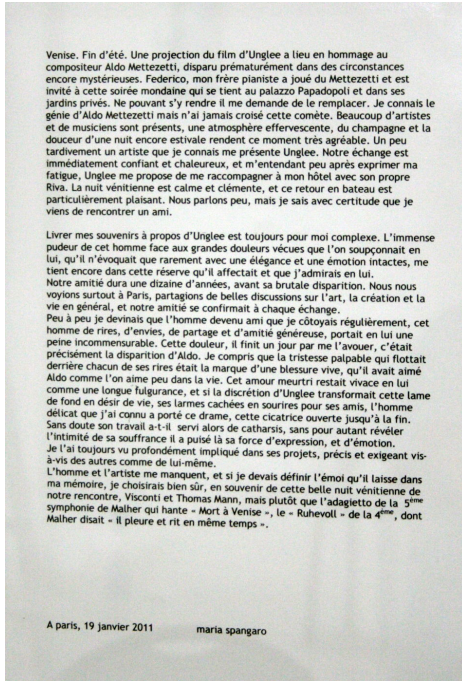 Venise. Fin d'été. Une projection du film d'Unglee a lieu en hommage au
compositeur Aldo Mettezetti, disparu prématurément dans des circonstances
encore mystérieuses. Federico, mon frère pianiste a joué du Mettezetti et est
invité à cette soirée mondaine qui se tient au palazzo Papadopoli et dans ses
jardins privés. Ne pouvant s'y rendre il me demande de le remplacer. Je connais le
génie d'Aldo Mettezetti mais n'ai jamais croisé cette comète. Beaucoup d'artistes
et de musiciens sont présents, une atmosphère effervescente, du champagne et la
douceur d'une nuit encore estivale rendent ce moment très agréable. Un peu
tardivement un artiste que je connais me présente Unglee. Notre échange est
immédiatement confiant et chaleureux, et m'entendant peu après exprimer ma
fatigue, Unglee me propose de me raccompagner à mon hôtel avec son propre
Riva. La nuit vénitienne est calme et clémente, et ce retour en bateau est
particulièrement plaisant. Nous parlons peu, mais je sais avec certitude que je
viens de rencontrer un ami.
Livrer mes souvenirs à propos d'Unglee est toujours pour moi complexe. L'immense
pudeur de cet homme face aux grandes douleurs vécues que l'on soupçonnait en
lui, qu'il n'évoquait que rarement avec une élégance et une émotion intactes, me
tient encore dans cette réserve qu'il affectait et que j'admirais en lui.
Notre amitié dura une dizaine d'années, avant sa brutale disparition. Nous nous
voyions surtout à Paris, partagions de belles discussions sur l'art, la création et la
vie en général, et notre amitié se confirmait à chaque échange.
Peu à peu je devinais que l'homme devenu ami que je côtoyais régulièrement, cet
homme de rires, d'envies, de partage et d'amitié généreuse, portait en lui une
peine incommensurable. Cette douleur, il finit un jour par me l'avouer, c'était
précisément la disparition d'Aldo. Je compris que la tristesse palpable qui flottait
derrière chacun de ses rires était la marque d'une blessure vive, qu'il avait aimé
Aldo comme l'on aime peu dans la vie. Cet amour meurtri restait vivace en lui
comme une longue fulgurance, et si la discrétion d'Unglee transformait cette lame
de fond en désir de vie, ses larmes cachées en sourires pour ses amis, l'homme
délicat que j'ai connu a porté ce drame, cette cicatrice ouverte jusqu'à la fin.
Sans doute son travail a-t-il servi alors de catharsis, sans pour autant révéler
l'intimité de sa souffrance il a puisé là sa force d'expression, et d'émotion.
Je l'ai toujours vu profondément impliqué dans ses projets, précis et exigeant vis-
à-vis des autres comme de lui-même.
L'homme et l'artiste me manquent, et si je devais définir l'émoi qu'il laisse dans
ma mémoire, je choisirais bien sûr, en souvenir de cette belle nuit vénitienne de
notre rencontre, Visconti et Thomas Mann, mais plutôt que l'adagietto de la 5ème
symphonie de Malher qui hante « Mort à Venise », le « Ruhevoll » de la 4ème, dont
Malher disait « il pleure et rit en même temps ».
A paris, 19 janvier 2011 maria spangaro